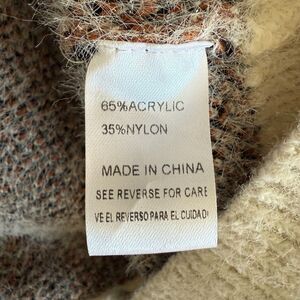 65%ACRYLIC
35%NYLON
MADE IN CHINA
SEE REVERSE FOR CARE
VE EL REVERSO PARA EL CUIDADO